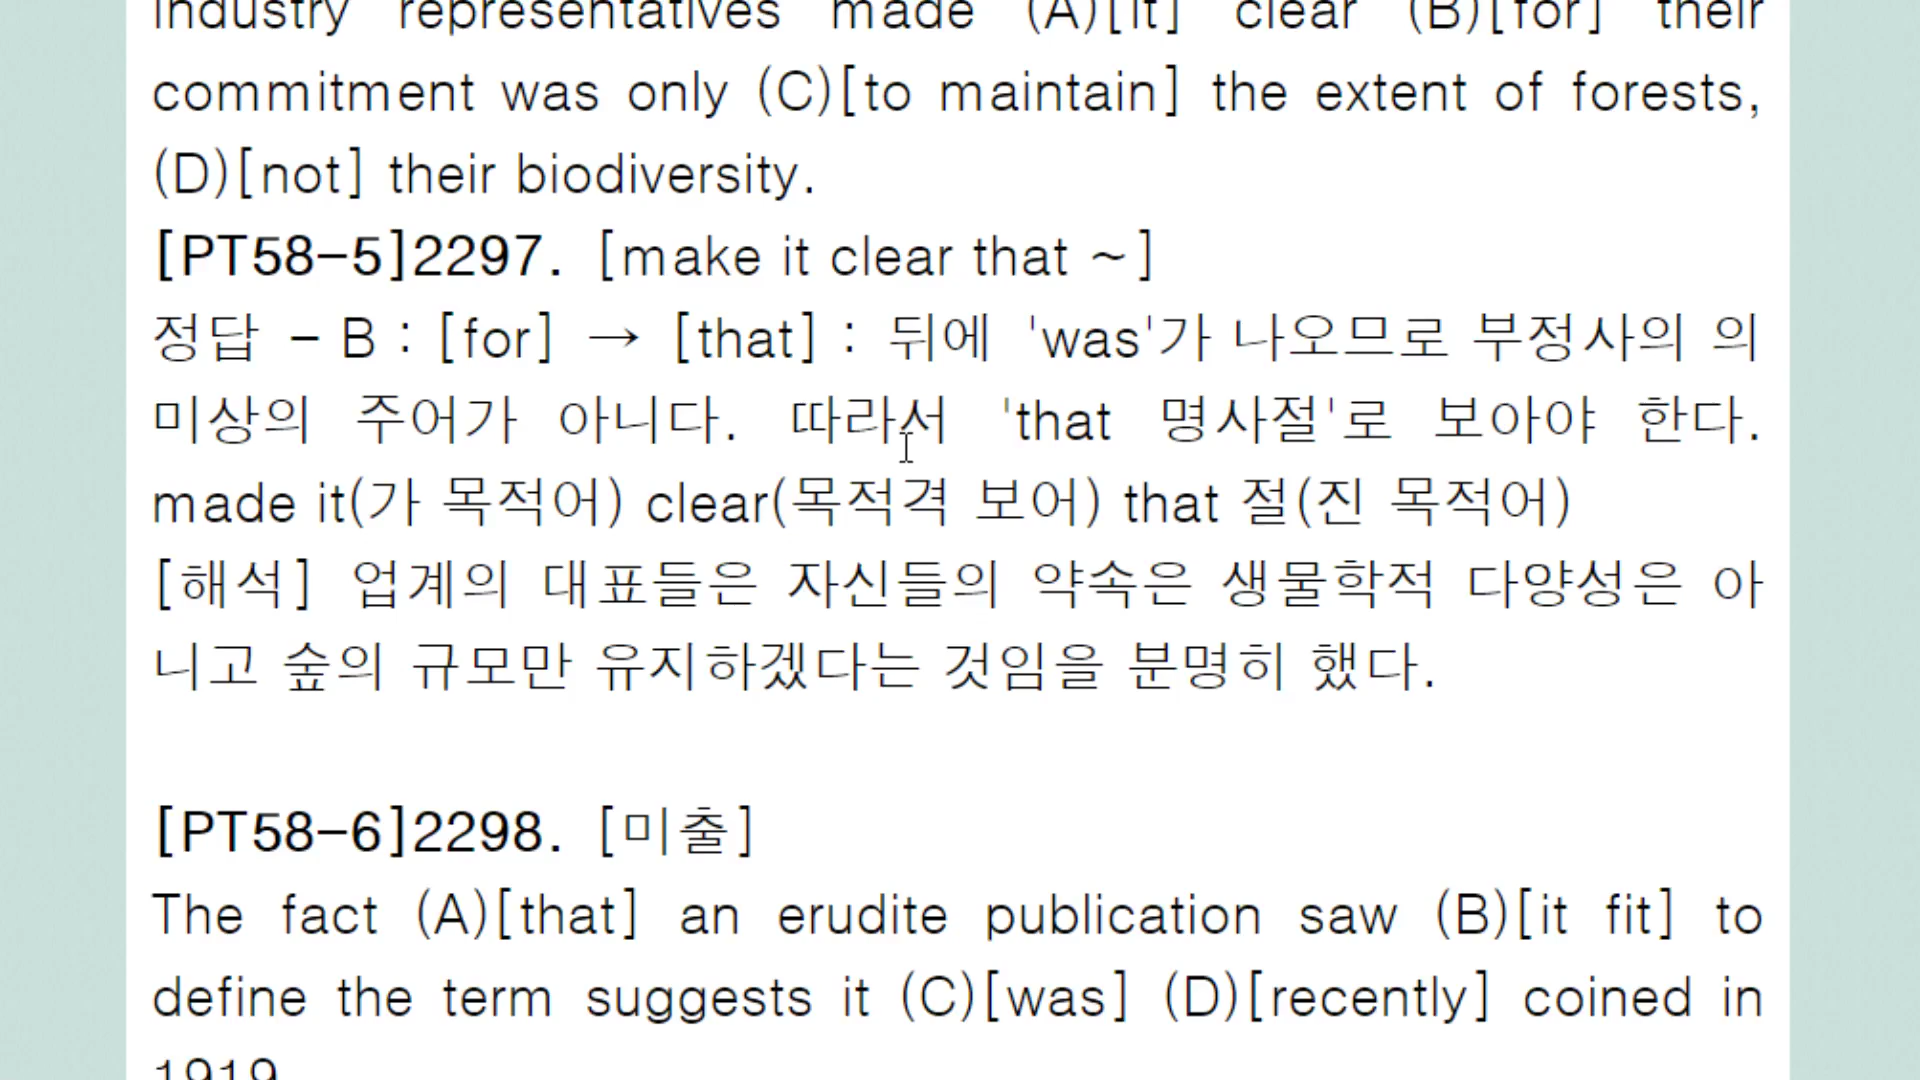 industry representatives made (A)[it] clear (B)[for] their
commitment was only (C)[to maintain] the extent of forests,
(D)[not] their biodiversity.
[PT58-5]2297. [make it clear that ~]
정답 - B : [for] → [that] : 뒤에 'was'가 나오므로 부정사의 의
미상의 주어가 아니다. 따라서 'that 명사절'로 보아야 한다.
made it(가 목적어) clear(목적격 보어) that 절(진 목적어)
[해석] 업계의 대표들은 자신들의 약속은 생물학적 다양성은 아
니고 숲의 규모만 유지하겠다는 것임을 분명히 했다.
[PT58-6]2298. [미출]
The fact (A)[that] an erudite publication saw (B)[it fit] to
define the term suggests it (C)[was] (D)[recently] coined in
1919.